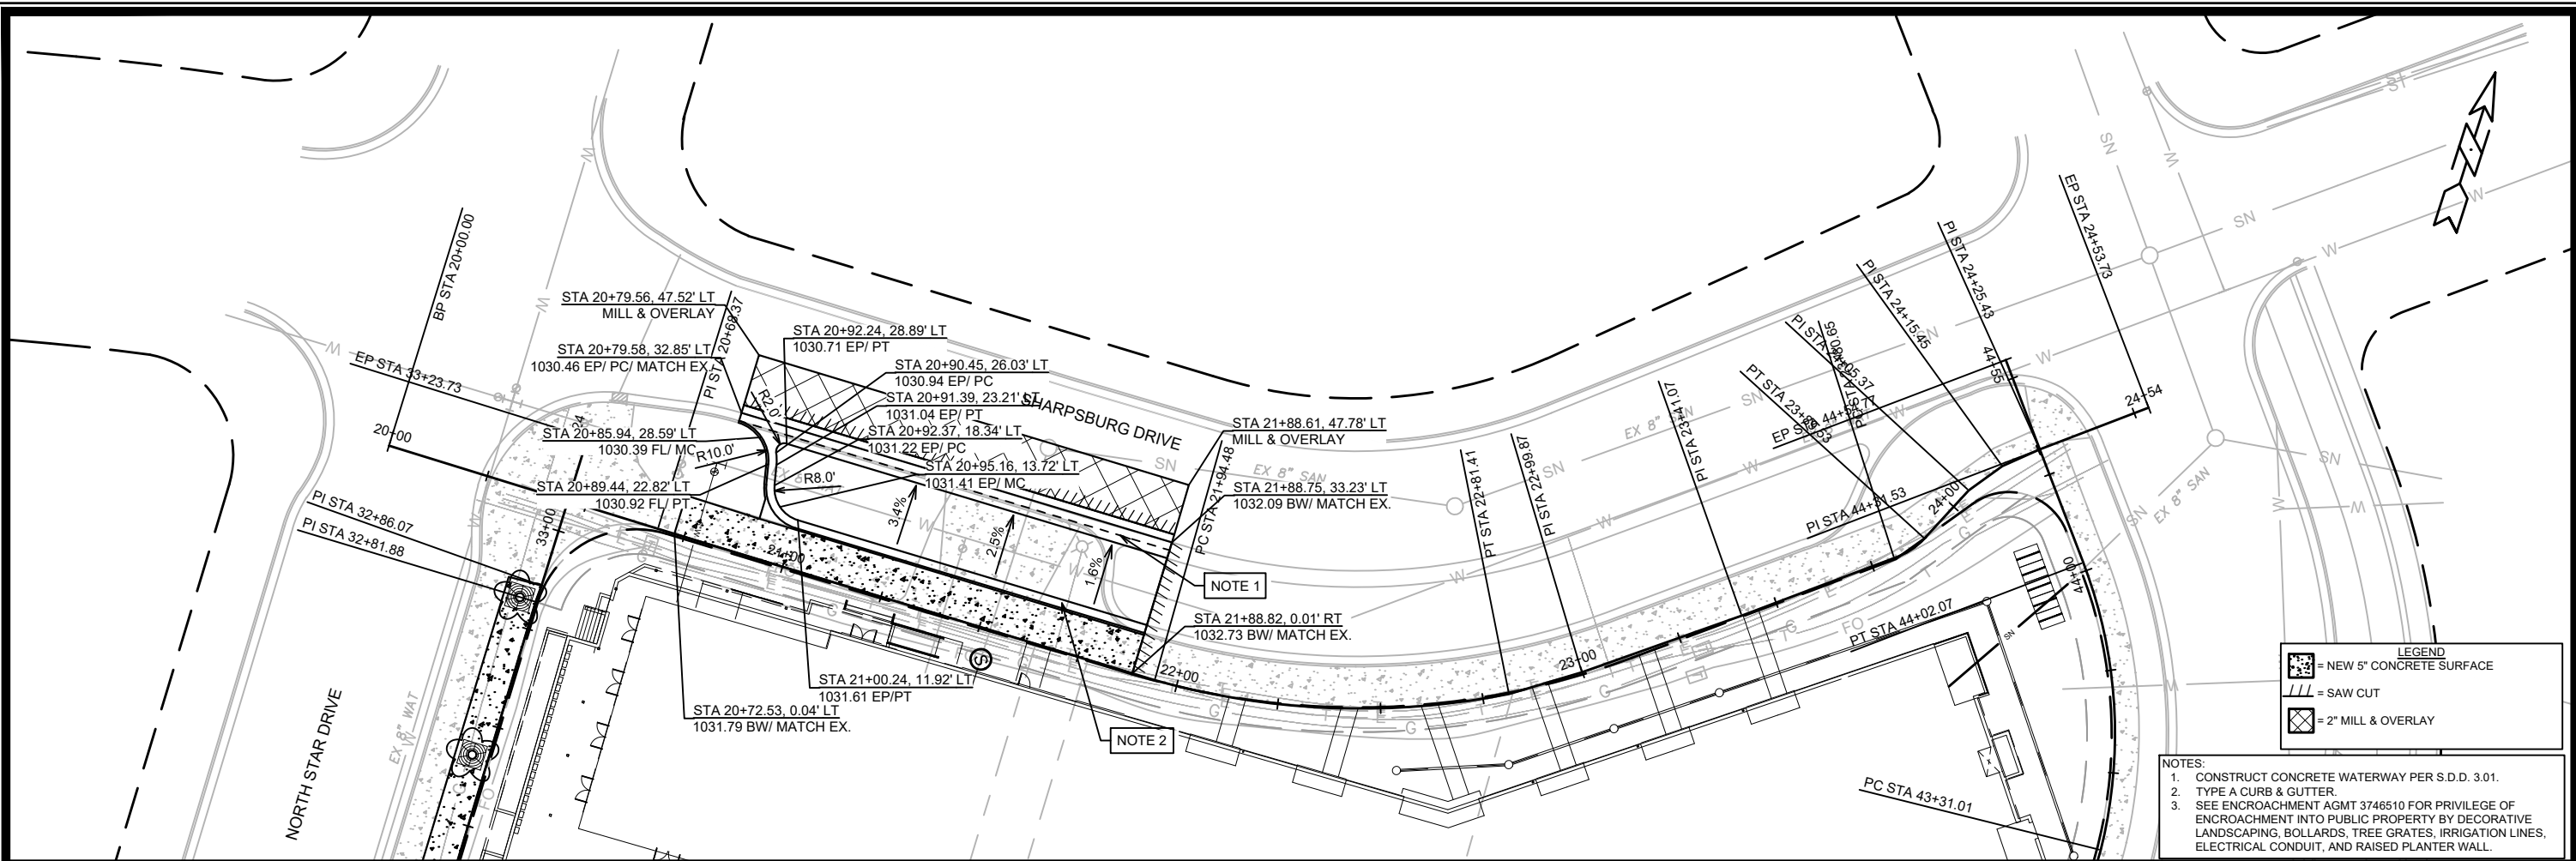 BP STA 20+00.00
20+00
EP STA 33+23.73
PI STA 32+86.07
PI STA 32+81.88
33+00
24
NORTH STAR DRIVE
EX 8" WAT
STA 20+79.56, 47.52' LT
MILL & OVERLAY
PI STA 20+68.37
STA 20+79.58, 32.85' LT
1030.46 EP/ PC/ MATCH EX.
STA 20+85.94, 28.59' LT
1030.39 FL/ MC
STA 20+89.44, 22.82' LT
1030.92 FL/ PT
R2.0'
R10.0'
R8.0'
STA 20+92.24, 28.89' LT
1030.71 EP/ PT
STA 20+90.45, 26.03' LT
1030.94 EP/ PC
STA 20+91.39, 23.21' LT
1031.04 EP/ PT
STA 20+92.37, 18.34' LT
1031.22 EP/ PC
STA 20+95.16, 13.72' LT
1031.41 EP/ MC
SHARPSBURG DRIVE
EX 8" SAN
SN
3.4%
2.5%
1.6%
21+00
STA 21+88.61, 47.78' LT
MILL & OVERLAY
PC STA 21+94.48
STA 21+88.75, 33.23' LT
1032.09 BW/ MATCH EX.
NOTE 1
STA 21+88.82, 0.01' RT
1032.73 BW/ MATCH EX.
22+00
STA 21+00.24, 11.92' LT
1031.61 EP/PT
STA 20+72.53, 0.04' LT
1031.79 BW/ MATCH EX.
NOTE 2
S
PT STA 22+81.41
PI STA 22+99.87
23+00
PI STA 23+41.07
EX 8" SAN
SN
PT STA 23+89.53
PI STA 24+15.45
PI STA 24+25.43
EP STA 24+53.73
24+54
44+55
24+00
PI STA 44+31.53
44+00
PT STA 44+02.07
PC STA 43+31.01
EX 8" SAN
SN
W
ST
FO
LEGEND
= NEW 5" CONCRETE SURFACE
= SAW CUT
= 2" MILL & OVERLAY
NOTES:
1. CONSTRUCT CONCRETE WATERWAY PER S.D.D. 3.01.
2. TYPE A CURB & GUTTER.
3. SEE ENCROACHMENT AGMT 3746510 FOR PRIVILEGE OF
ENCROACHMENT INTO PUBLIC PROPERTY BY DECORATIVE
LANDSCAPING, BOLLARDS, TREE GRATES, IRRIGATION LINES,
ELECTRICAL CONDUIT, AND RAISED PLANTER WALL.